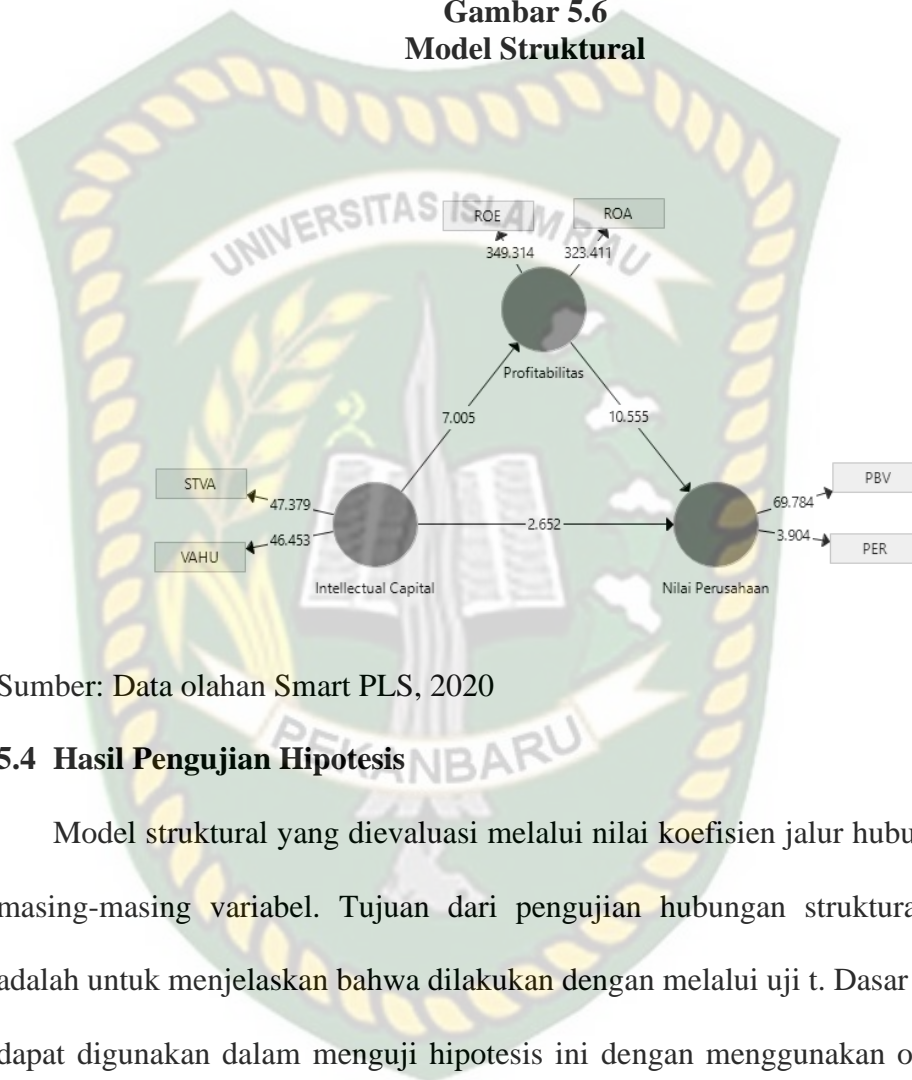 Gambar 5.6
Model Struktural
UNIVERSITAS ISLAM RIAU
ROE
ROA
349.314
323.411
Profitabilitas
7.005
10.555
STVA
47.379
VAHU
46.453
Intellectual Capital
2.652
PBV
69.784
PER
3.904
Nilai Perusahaan
Sumber: Data olahan Smart PLS, 2020
PEKANBARU
5.4 Hasil Pengujian Hipotesis
Model struktural yang dievaluasi melalui nilai koefisien jalur hubu
masing-masing variabel. Tujuan dari pengujian hubungan struktura
adalah untuk menjelaskan bahwa dilakukan dengan melalui uji t. Dasar
dapat digunakan dalam menguji hipotesis ini dengan menggunakan o